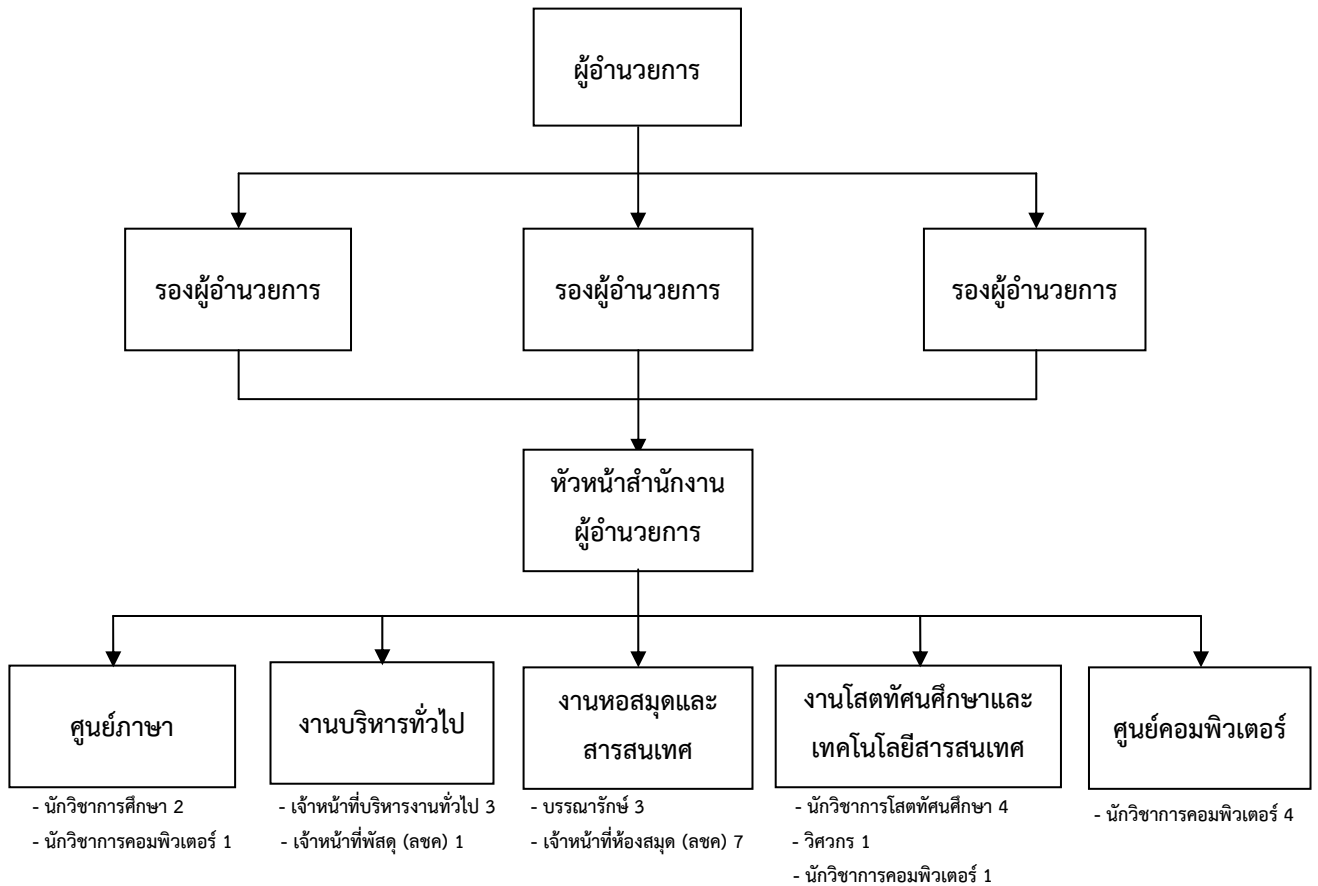 ผู้อำนวยการ
รองผู้อำนวยการ
รองผู้อำนวยการ
รองผู้อำนวยการ
หัวหน้าสำนักงาน
ผู้อำนวยการ
ศูนย์ภาษา
- นักวิชาการศึกษา 2
- นักวิชาการคอมพิวเตอร์ 1
งานบริหารทั่วไป
- เจ้าหน้าที่บริหารงานทั่วไป 3
- เจ้าหน้าที่พัสดุ (ลชค) 1
งานหอสมุดและ
สารสนเทศ
- บรรณารักษ์ 3
- เจ้าหน้าที่ห้องสมุด (ลชค) 7
งานโสตทัศนศึกษาและ
เทคโนโลยีสารสนเทศ
- นักวิชาการโสตทัศนศึกษา 4
- วิศวกร 1
- นักวิชาการคอมพิวเตอร์ 1
ศูนย์คอมพิวเตอร์
- นักวิชาการคอมพิวเตอร์ 4